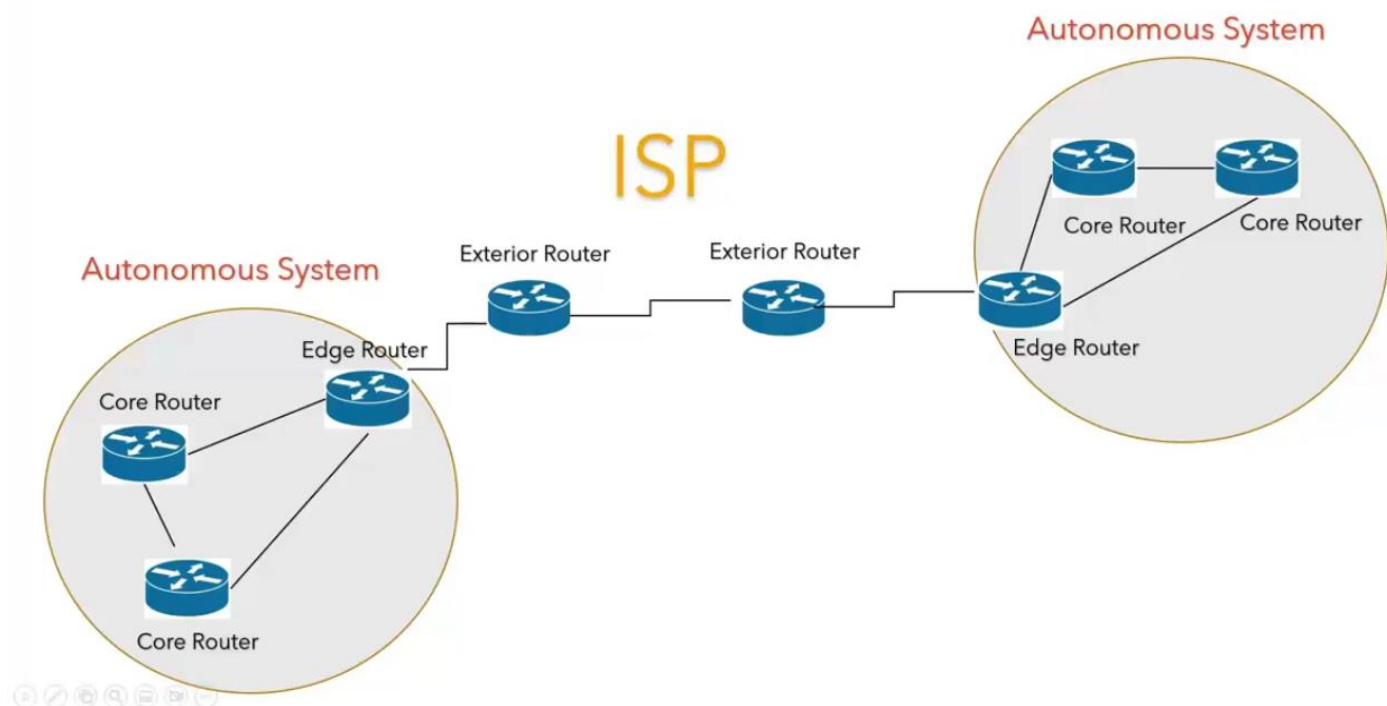 Autonomous System
ISP
Core Router
Core Router
Exterior Router
Exterior Router
Autonomous System
Edge Router
Edge Router
Core Router
Core Router